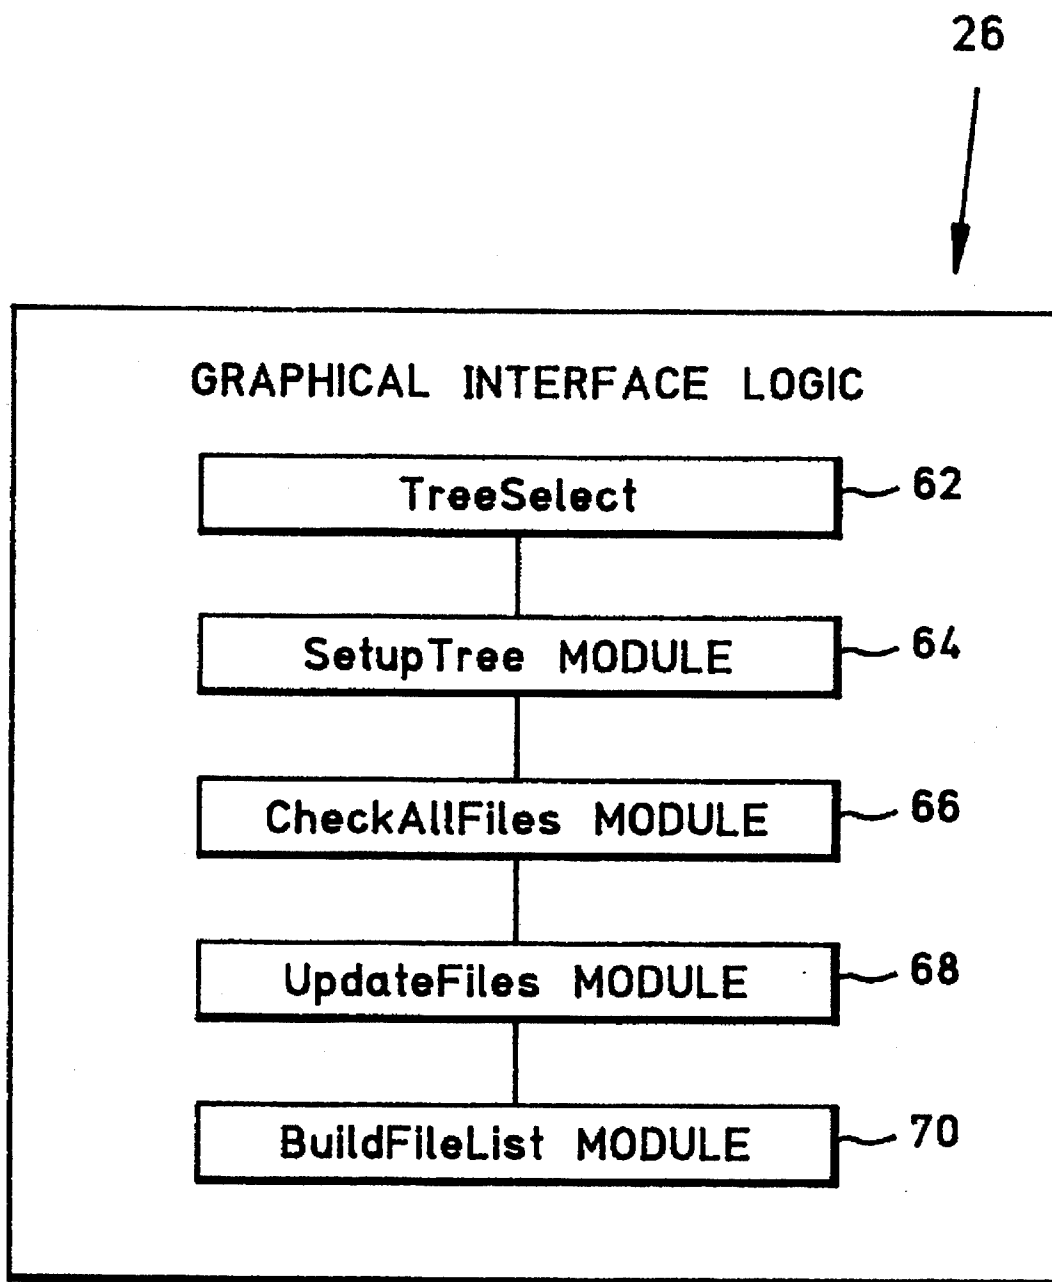 26
GRAPHICAL INTERFACE LOGIC
TreeSelect 62
SetupTree MODULE 64
CheckAllFiles MODULE 66
UpdateFiles MODULE 68
BuildFileList MODULE 70